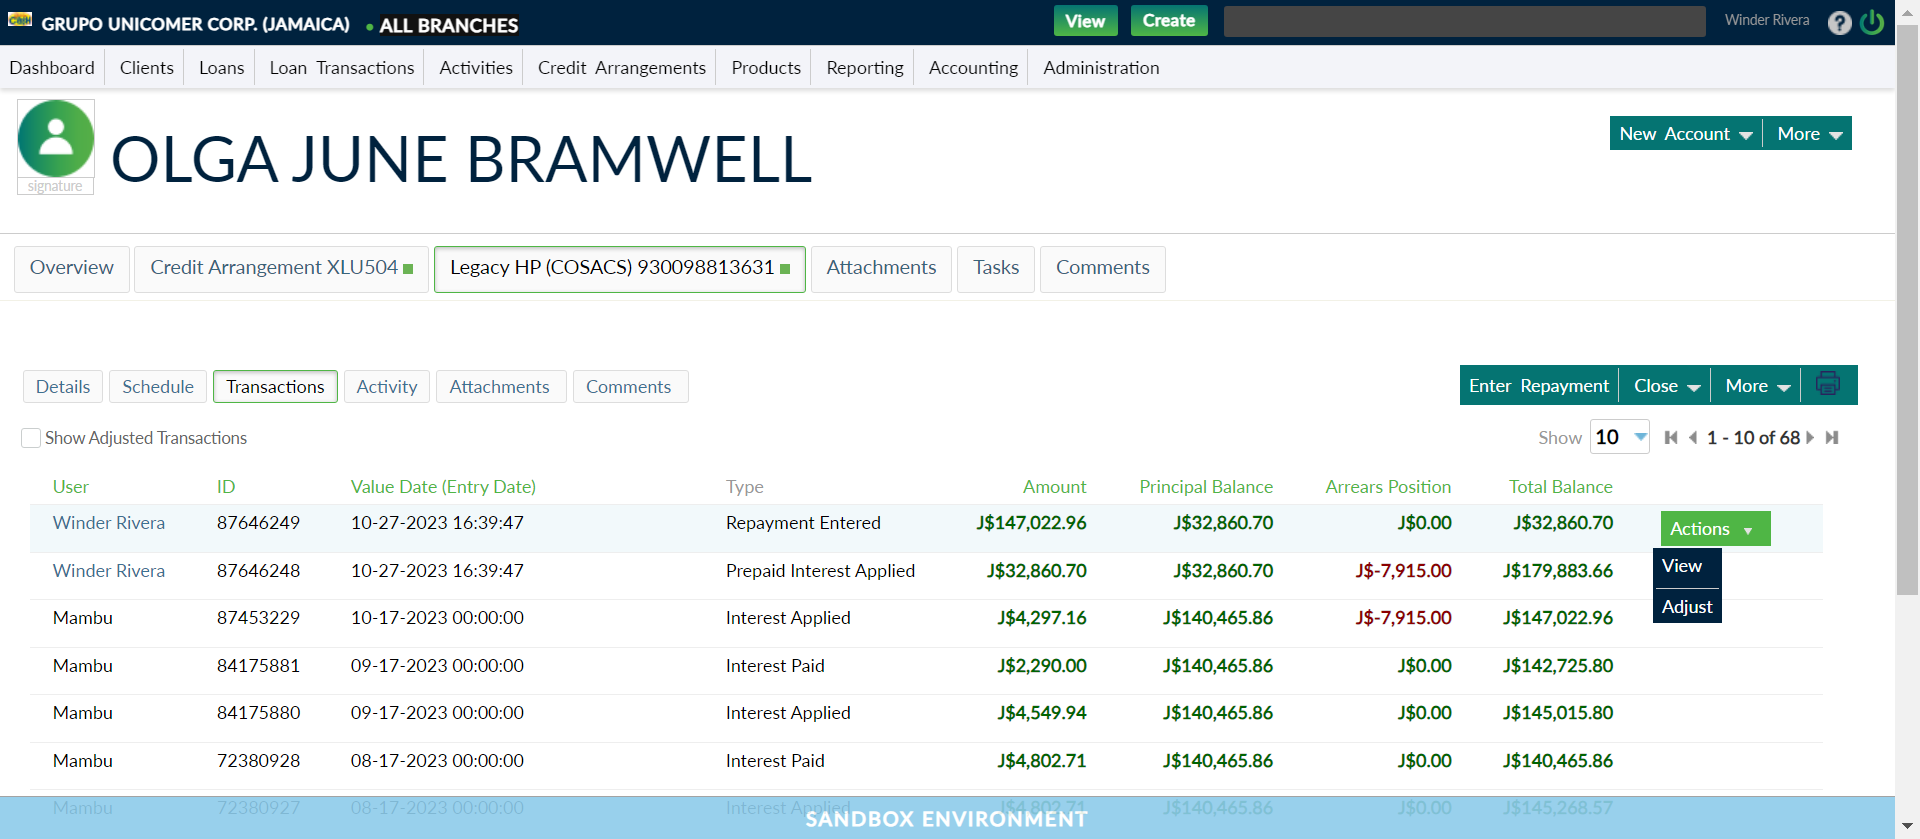 Cash GRUPO UNICOMER CORP. (JAMAICA) • ALL BRANCHES View Create Winder Rivera ?
Dashboard Clients Loans Loan Transactions Activities Credit Arrangements Products Reporting Accounting Administration
signature
OLGA JUNE BRAMWELL
New Account More
Overview Credit Arrangement XLU504 Legacy HP (COSACS) 930098813631 Attachments Tasks Comments
Details Schedule Transactions Activity Attachments Comments Enter Repayment Close More
Show Adjusted Transactions Show 10 1 - 10 of 68
User ID Value Date (Entry Date) Type Amount Principal Balance Arrears Position Total Balance
Winder Rivera 87646249 10-27-2023 16:39:47 Repayment Entered J$147,022.96 J$32,860.70 J$0.00 J$32,860.70 Actions
Winder Rivera 87646248 10-27-2023 16:39:47 Prepaid Interest Applied J$32,860.70 J$32,860.70 J$-7,915.00 J$179,883.66 View
Mambu 87453229 10-17-2023 00:00:00 Interest Applied J$4,297.16 J$140,465.86 J$-7,915.00 J$147,022.96 Adjust
Mambu 84175881 09-17-2023 00:00:00 Interest Paid J$2,290.00 J$140,465.86 J$0.00 J$142,725.80
Mambu 84175880 09-17-2023 00:00:00 Interest Applied J$4,549.94 J$140,465.86 J$0.00 J$145,015.80
Mambu 72380928 08-17-2023 00:00:00 Interest Paid J$4,802.71 J$140,465.86 J$0.00 J$140,465.86
Mambu 72380927 08-17-2023 00:00:00 Interest Applied J$4,802.71 J$140,465.86 J$0.00 J$145,268.57
SANDBOX ENVIRONMENT